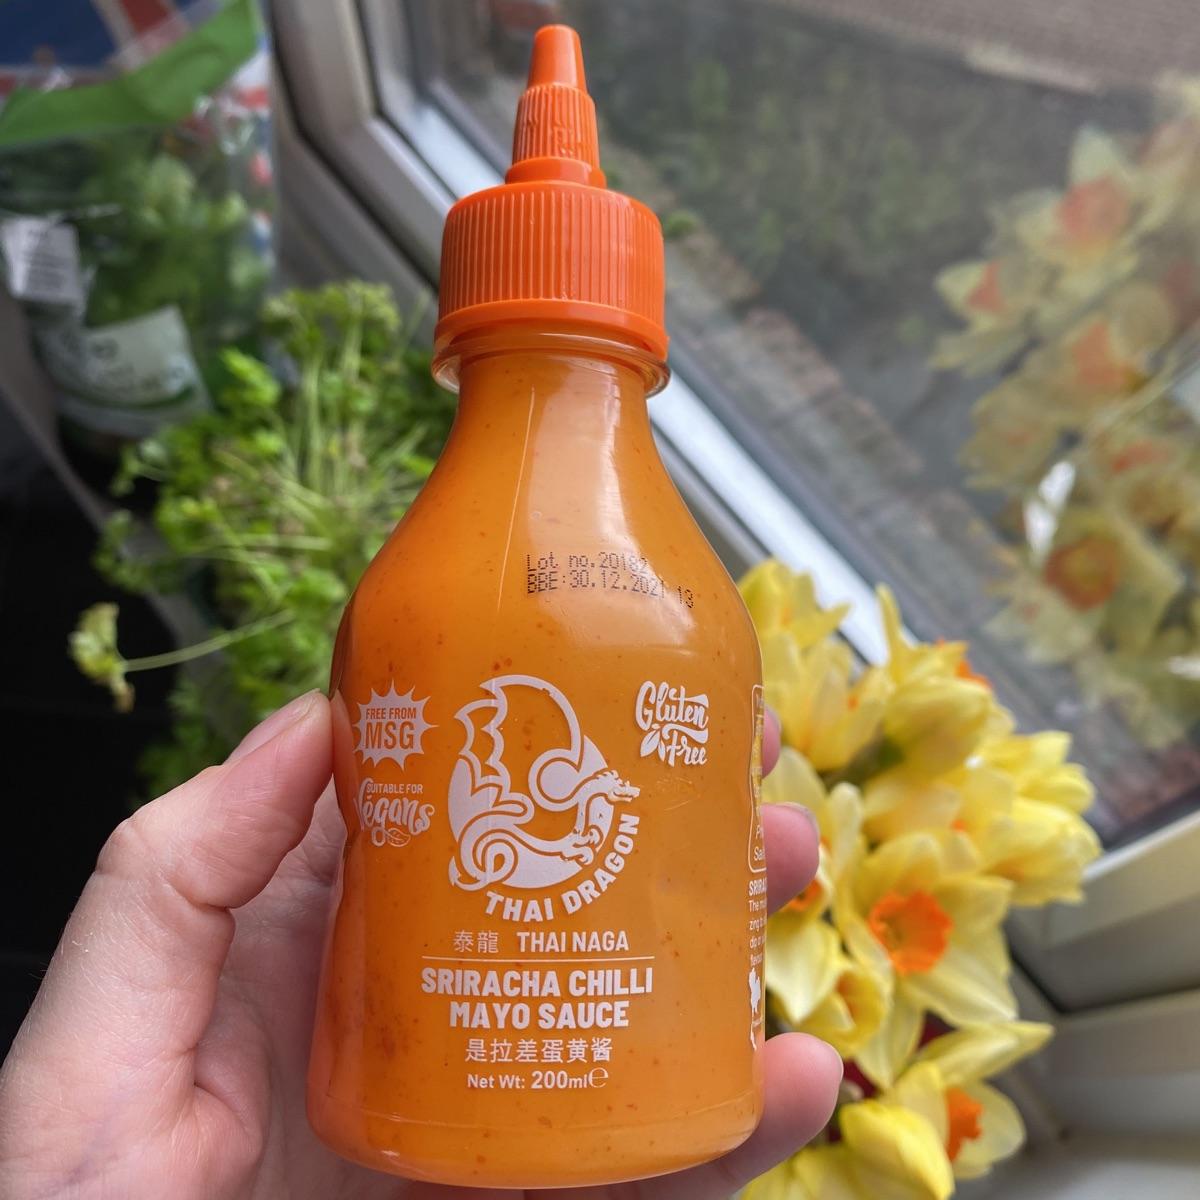 Lot no.20182
BBE:30.12.2021 13
FREE FROM
MSG
Gluten
Free
SUITABLE FOR
Vegans
THAI DRAGON
泰龍 THAI NAGA
SRIRACHA CHILLI
MAYO SAUCE
是拉差蛋黄酱
Net Wt: 200ml℮